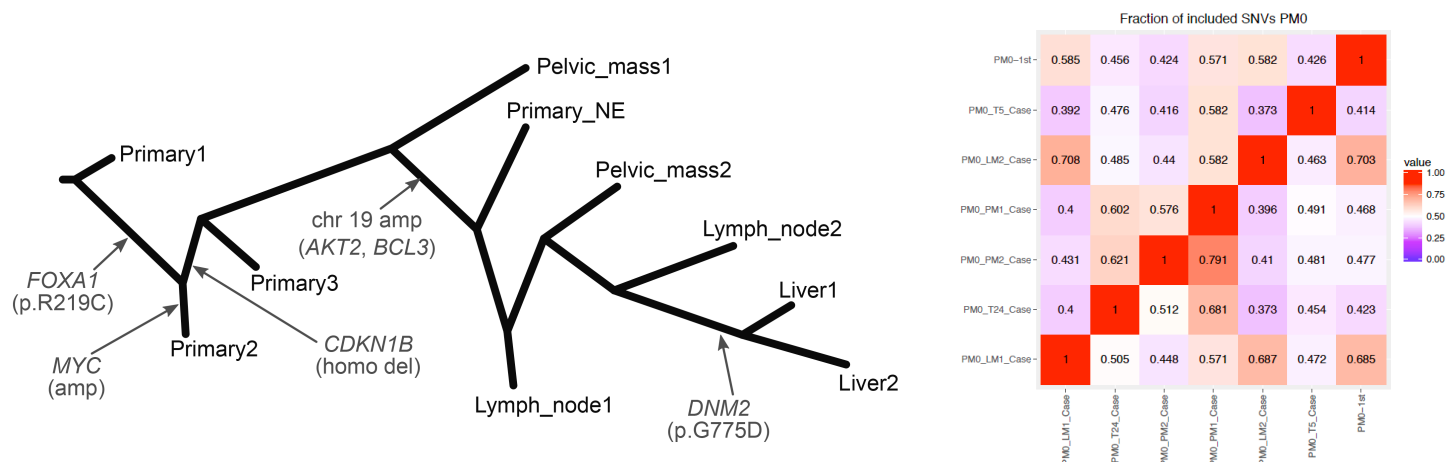 Pelvic_mass1
Primary_NE
Primary1
Pelvic_mass2
chr 19 amp
(AKT2, BCL3)
Lymph_node2
FOXA1
(p.R219C)
Primary3
Liver1
MYC
(amp)
Primary2
CDKN1B
(homo del)
Liver2
Lymph_node1
DNM2
(p.G775D)
Fraction of included SNVs PM0
PM0-1st 0.585 0.456 0.424 0.571 0.582 0.426 1
PM0_T5_Case 0.392 0.476 0.416 0.582 0.373 1 0.414
PM0_LM2_Case 0.708 0.485 0.44 0.582 1 0.463 0.703
PM0_PM1_Case 0.4 0.602 0.576 1 0.396 0.491 0.468
PM0_PM2_Case 0.431 0.621 1 0.791 0.41 0.481 0.477
PM0_T24_Case 0.4 1 0.512 0.681 0.373 0.454 0.423
PM0_LM1_Case 1 0.505 0.448 0.571 0.687 0.472 0.685
PM0_LM1_Case
PM0_T24_Case
PM0_PM2_Case
PM0_PM1_Case
PM0_LM2_Case
PM0_T5_Case
PM0-1st
value
1.00
0.75
0.50
0.25
0.00